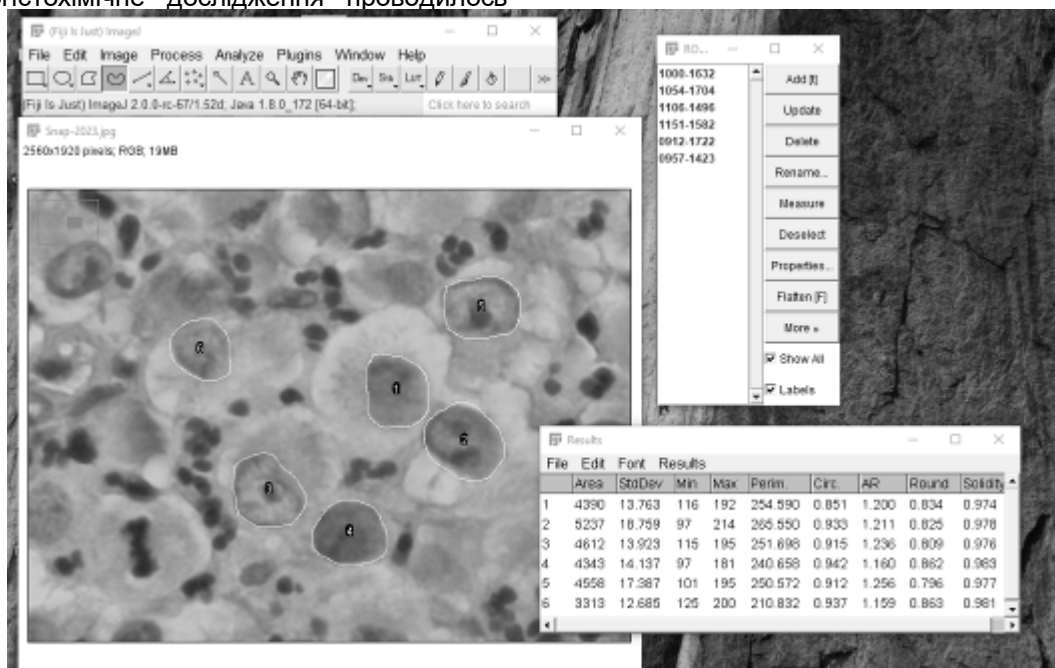 дослідження проводилось
(Fiji Is Just) ImageJ
File Edit Image Process Analyze Plugins Window Help
Dev Stk LUT
(Fiji Is Just) ImageJ 2.0.0-rc-67/1.52d; Java 1.8.0_172 [64-bit];
Click here to search
Snap-2023.jpg
2560x1920 pixels; RGB; 19MB
5
6
1
2
3
4
RO...
1000-1632
1054-1704
1106-1496
1151-1582
0912-1722
0957-1423
Add [t]
Update
Delete
Rename...
Measure
Deselect
Properties...
Flatten [F]
More »
Show All
Labels
Results
File Edit Font Results
Area StdDev Min Max Perim. Circ. AR Round Solidity
1 4390 13.763 116 192 254.590 0.851 1.200 0.834 0.974
2 5237 18.759 97 214 265.550 0.933 1.211 0.825 0.978
3 4612 13.923 115 195 251.698 0.915 1.236 0.809 0.976
4 4343 14.137 97 181 240.658 0.942 1.160 0.862 0.983
5 4558 17.387 101 195 250.572 0.912 1.256 0.796 0.977
6 3313 12.685 125 200 210.832 0.937 1.159 0.863 0.981